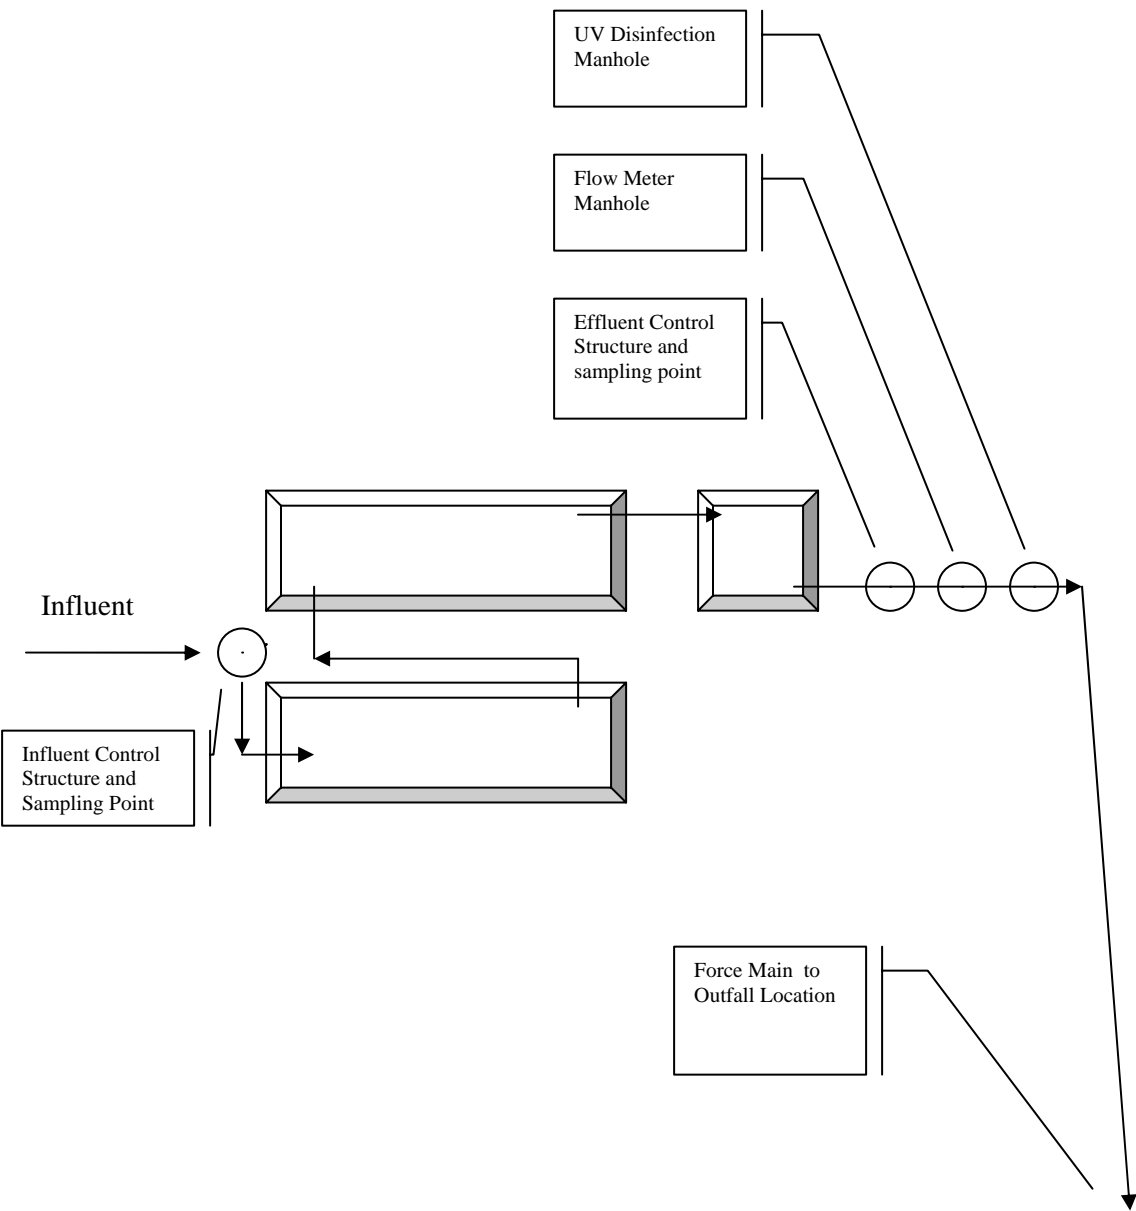 UV Disinfection
Manhole
Flow Meter
Manhole
Effluent Control
Structure and
sampling point
Influent
Influent Control
Structure and
Sampling Point
Force Main  to
Outfall Location